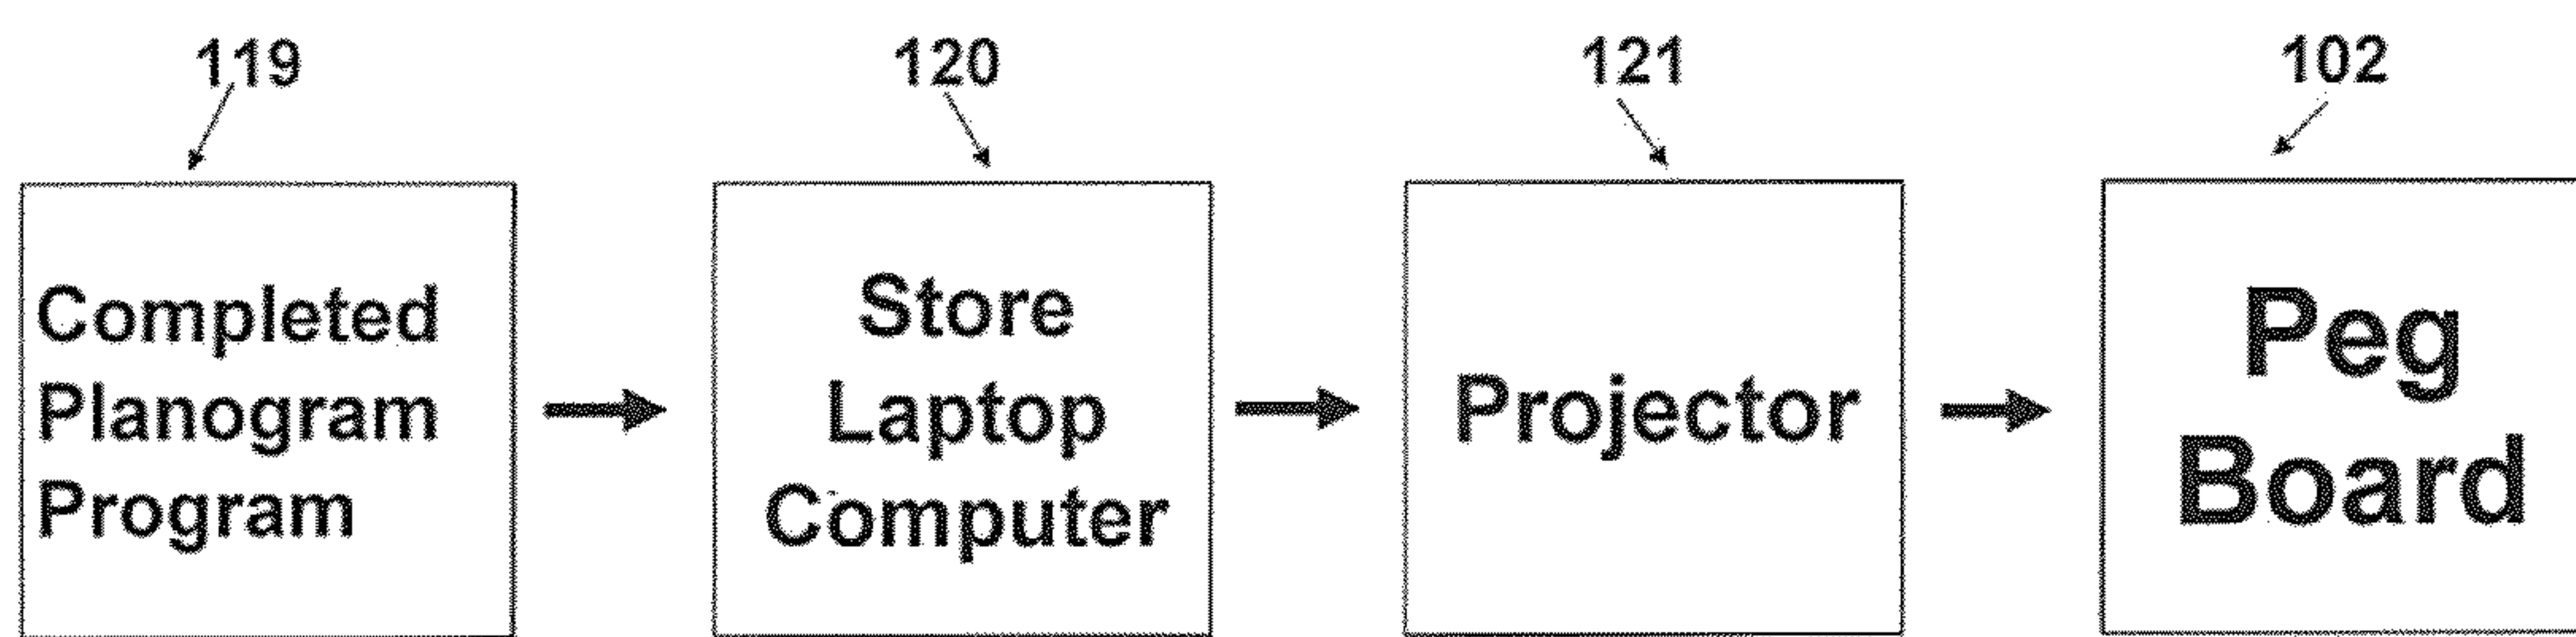 119
120
121
102
Completed
Planogram
Program
Store
Laptop
Computer
Projector
Peg
Board